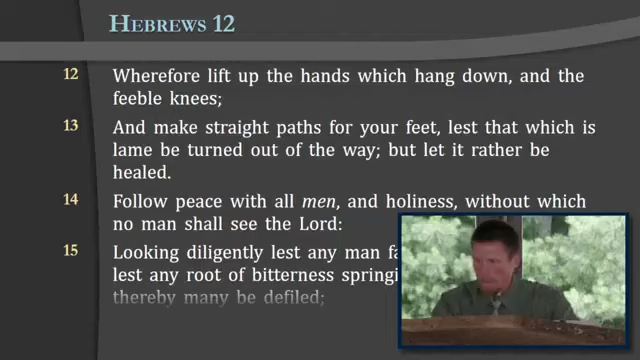 HEBREWS 12
12 Wherefore lift up the hands which hang down, and the
feeble knees;
13 And make straight paths for your feet, lest that which is
lame be turned out of the way; but let it rather be
healed.
14 Follow peace with all men, and holiness, without which
no man shall see the Lord:
15 Looking diligently lest any man
lest any root of bitterness
thereby many be defiled;